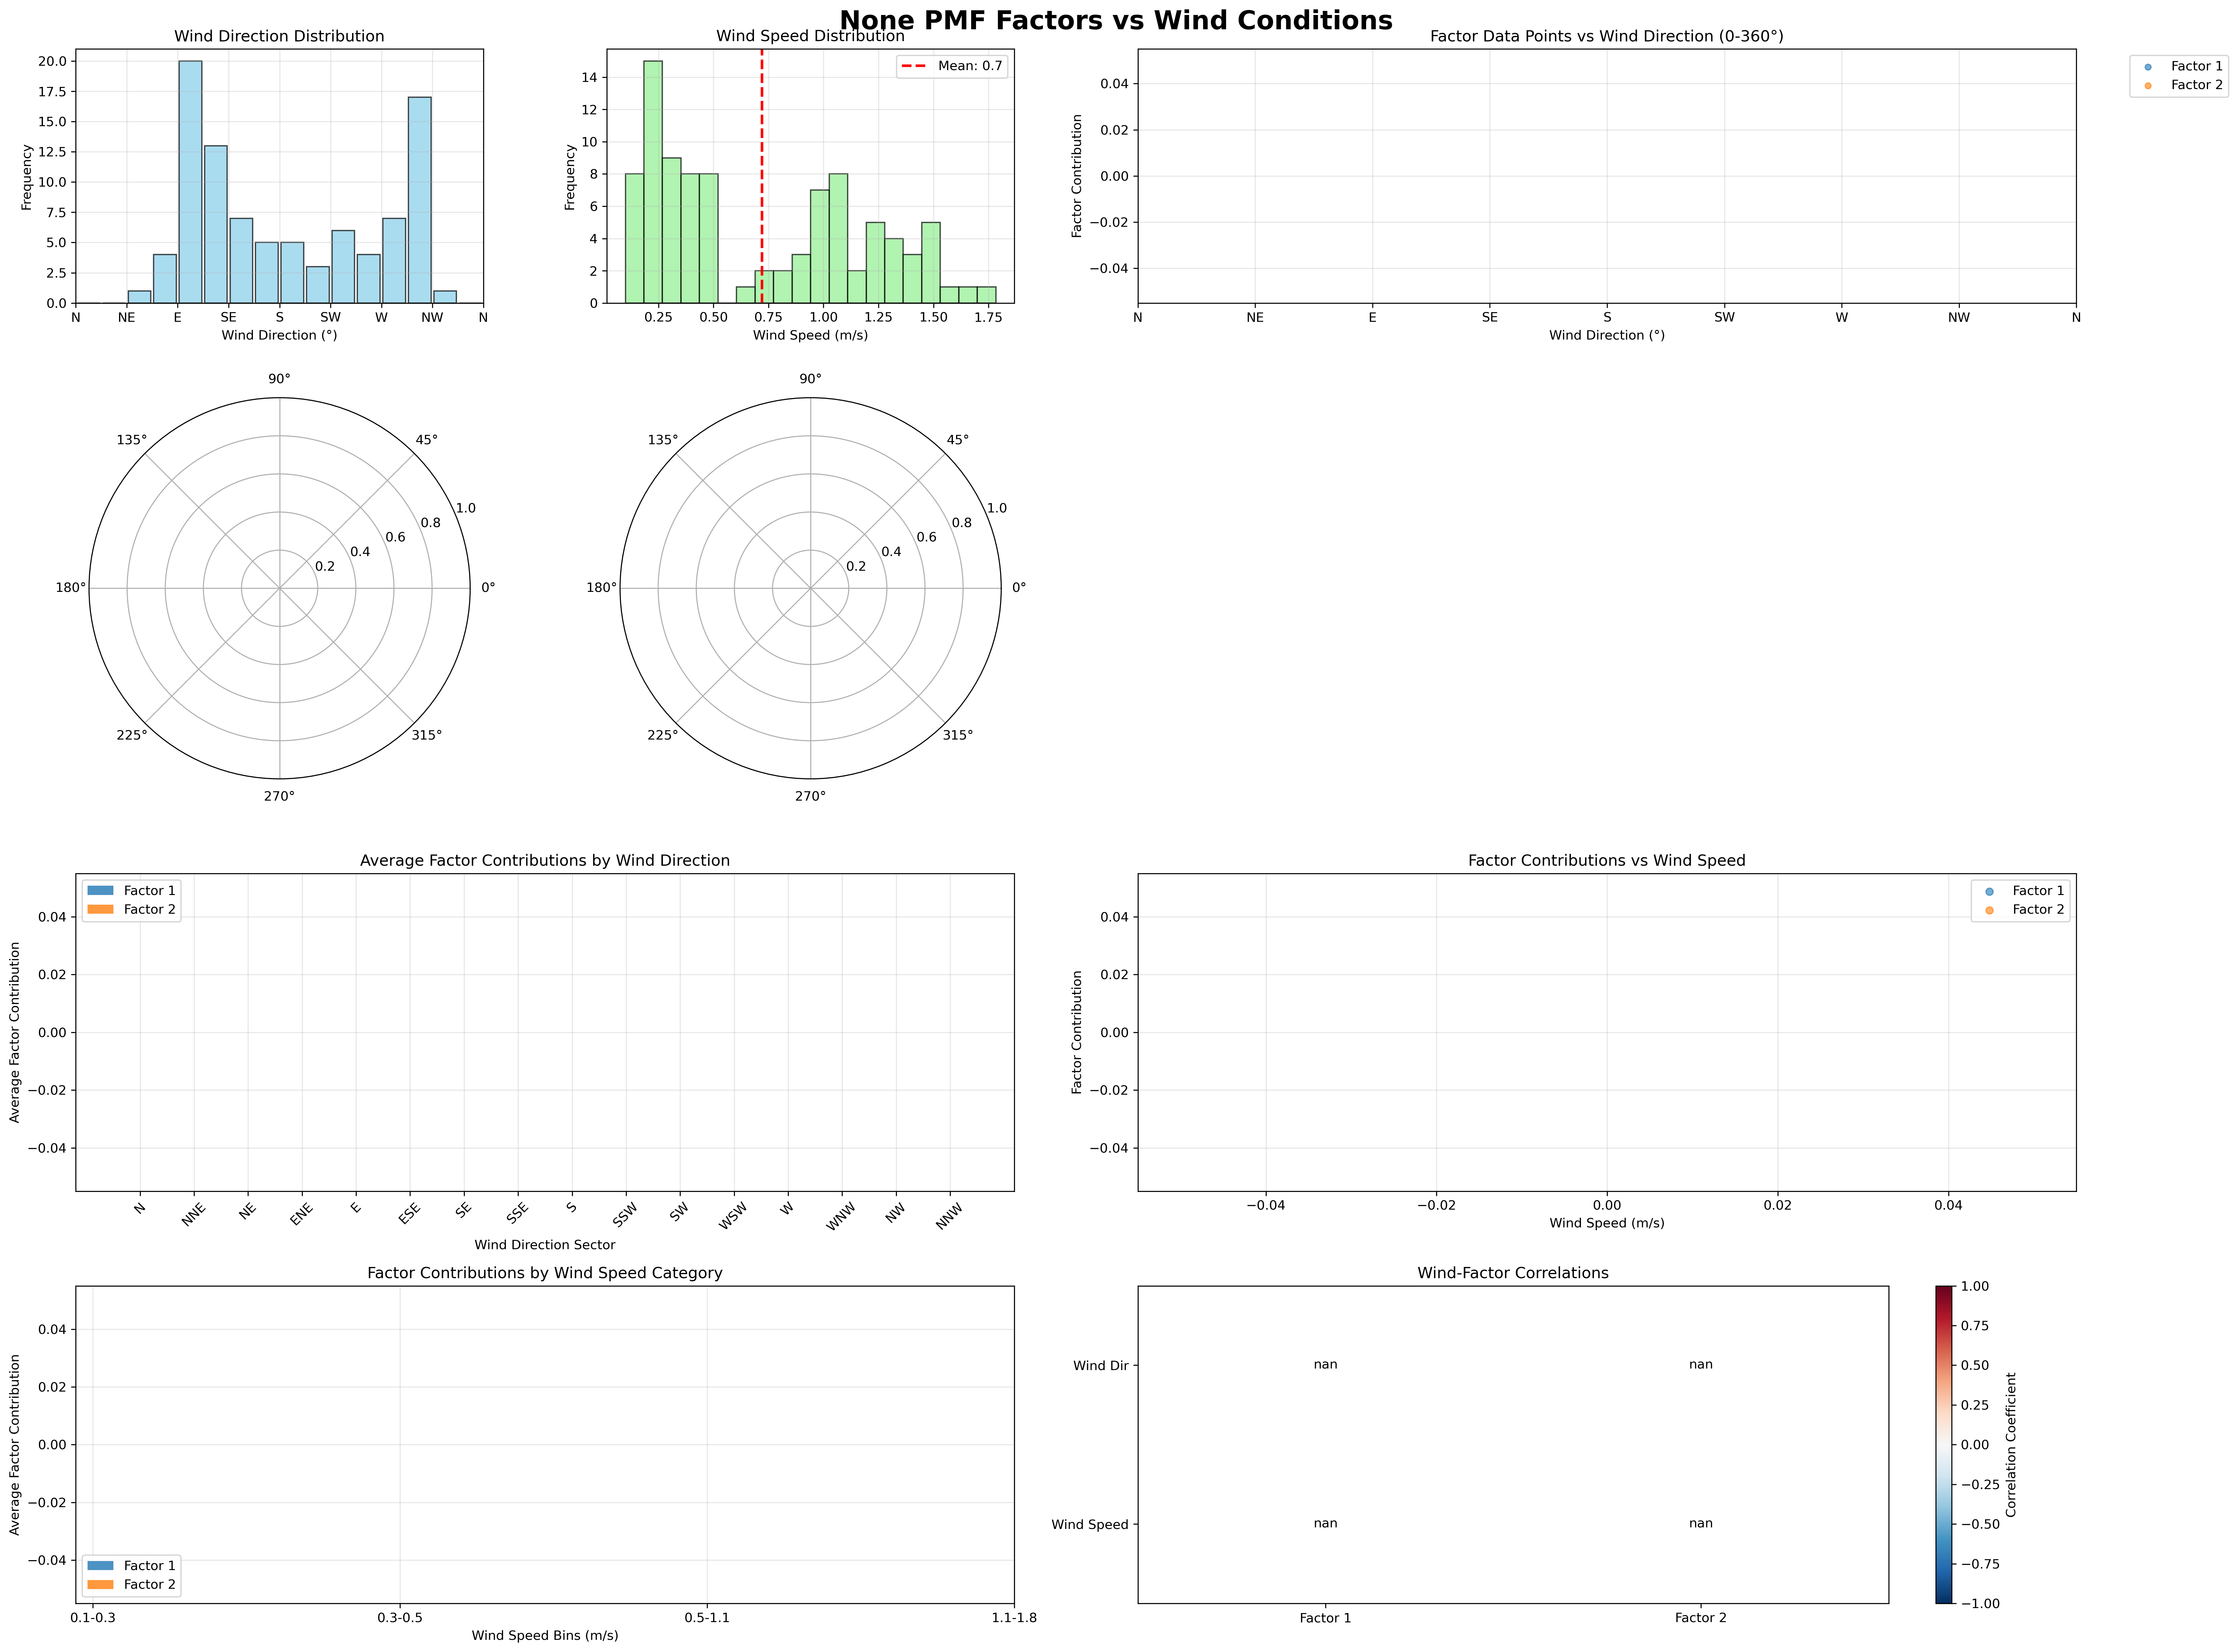 None PMF Factors vs Wind Conditions
Wind Direction Distribution
20.0
17.5
15.0
12.5
10.0
7.5
5.0
2.5
0.0
Frequency
N NE E SE S SW W NW N
Wind Direction (°)
Wind Speed Distribution
Mean: 0.7
14
12
10
8
6
4
2
0
Frequency
0.25 0.50 0.75 1.00 1.25 1.50 1.75
Wind Speed (m/s)
Factor Data Points vs Wind Direction (0-360°)
Factor 1
Factor 2
0.04
0.02
0.00
−0.02
−0.04
Factor Contribution
N NE E SE S SW W NW N
Wind Direction (°)
90°
135° 45°
1.0
0.8
0.6
0.4
0.2
180° 0°
225° 315°
270°
90°
135° 45°
1.0
0.8
0.6
0.4
0.2
180° 0°
225° 315°
270°
Average Factor Contributions by Wind Direction
Factor 1
Factor 2
0.04
0.02
0.00
−0.02
−0.04
Average Factor Contribution
N NNE NE ENE E ESE SE SSE S SSW SW WSW W WNW NW NNW
Wind Direction Sector
Factor Contributions vs Wind Speed
Factor 1
Factor 2
0.04
0.02
0.00
−0.02
−0.04
Factor Contribution
−0.04 −0.02 0.00 0.02 0.04
Wind Speed (m/s)
Factor Contributions by Wind Speed Category
0.04
0.02
0.00
−0.02
−0.04
Average Factor Contribution
Factor 1
Factor 2
0.1-0.3 0.3-0.5 0.5-1.1 1.1-1.8
Wind Speed Bins (m/s)
Wind-Factor Correlations
Wind Dir nan nan
Wind Speed nan nan
Factor 1 Factor 2
1.00
0.75
0.50
0.25
0.00
−0.25
−0.50
−0.75
−1.00
Correlation Coefficient